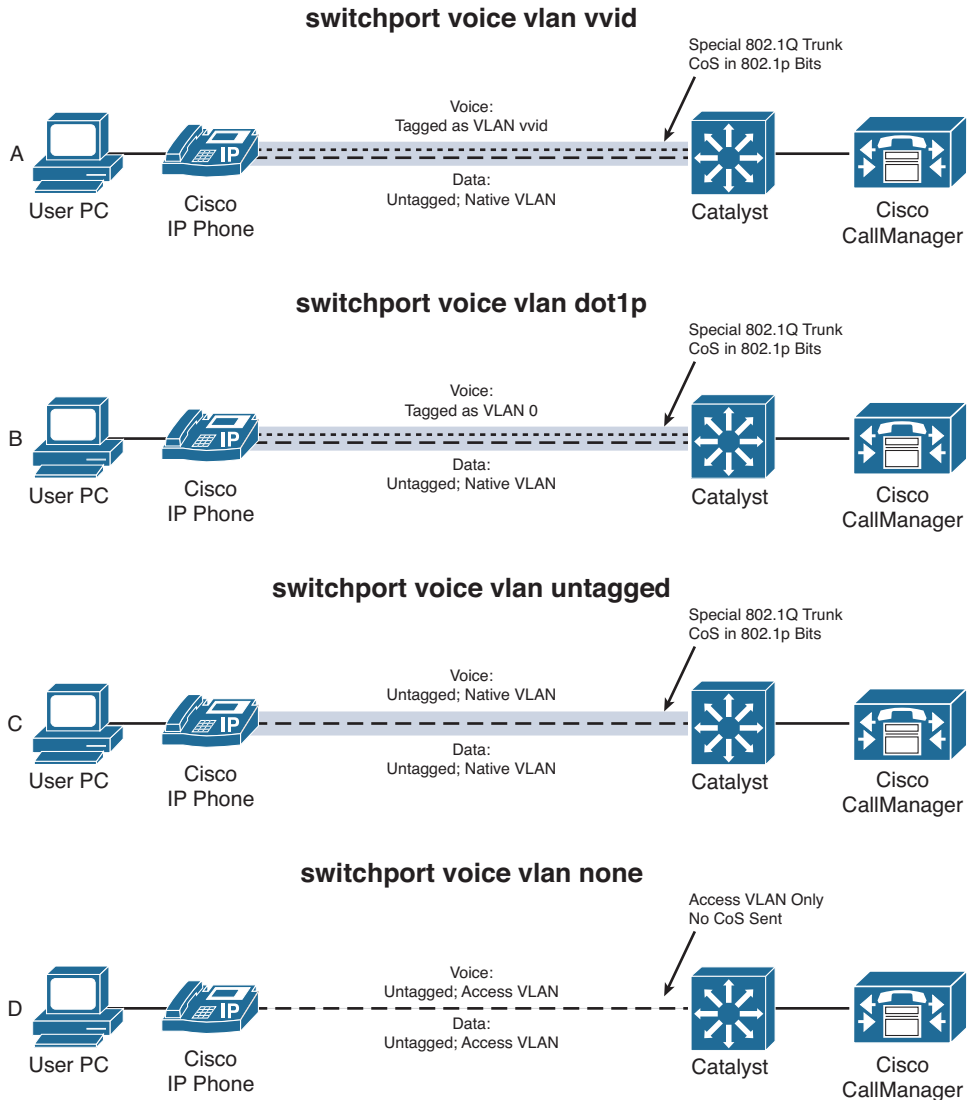 switchport voice vlan vvid
Special 802.1Q Trunk
CoS in 802.1p Bits
Voice:
Tagged as VLAN vvid
A
IP
Data:
Untagged; Native VLAN
User PC
Cisco
IP Phone
Catalyst
Cisco
CallManager
switchport voice vlan dot1p
Special 802.1Q Trunk
CoS in 802.1p Bits
Voice:
Tagged as VLAN 0
B
IP
Data:
Untagged; Native VLAN
User PC
Cisco
IP Phone
Catalyst
Cisco
CallManager
switchport voice vlan untagged
Special 802.1Q Trunk
CoS in 802.1p Bits
Voice:
Untagged; Native VLAN
C
IP
Data:
Untagged; Native VLAN
User PC
Cisco
IP Phone
Catalyst
Cisco
CallManager
switchport voice vlan none
Access VLAN Only
No CoS Sent
Voice:
Untagged; Access VLAN
D
IP
Data:
Untagged; Access VLAN
User PC
Cisco
IP Phone
Catalyst
Cisco
CallManager